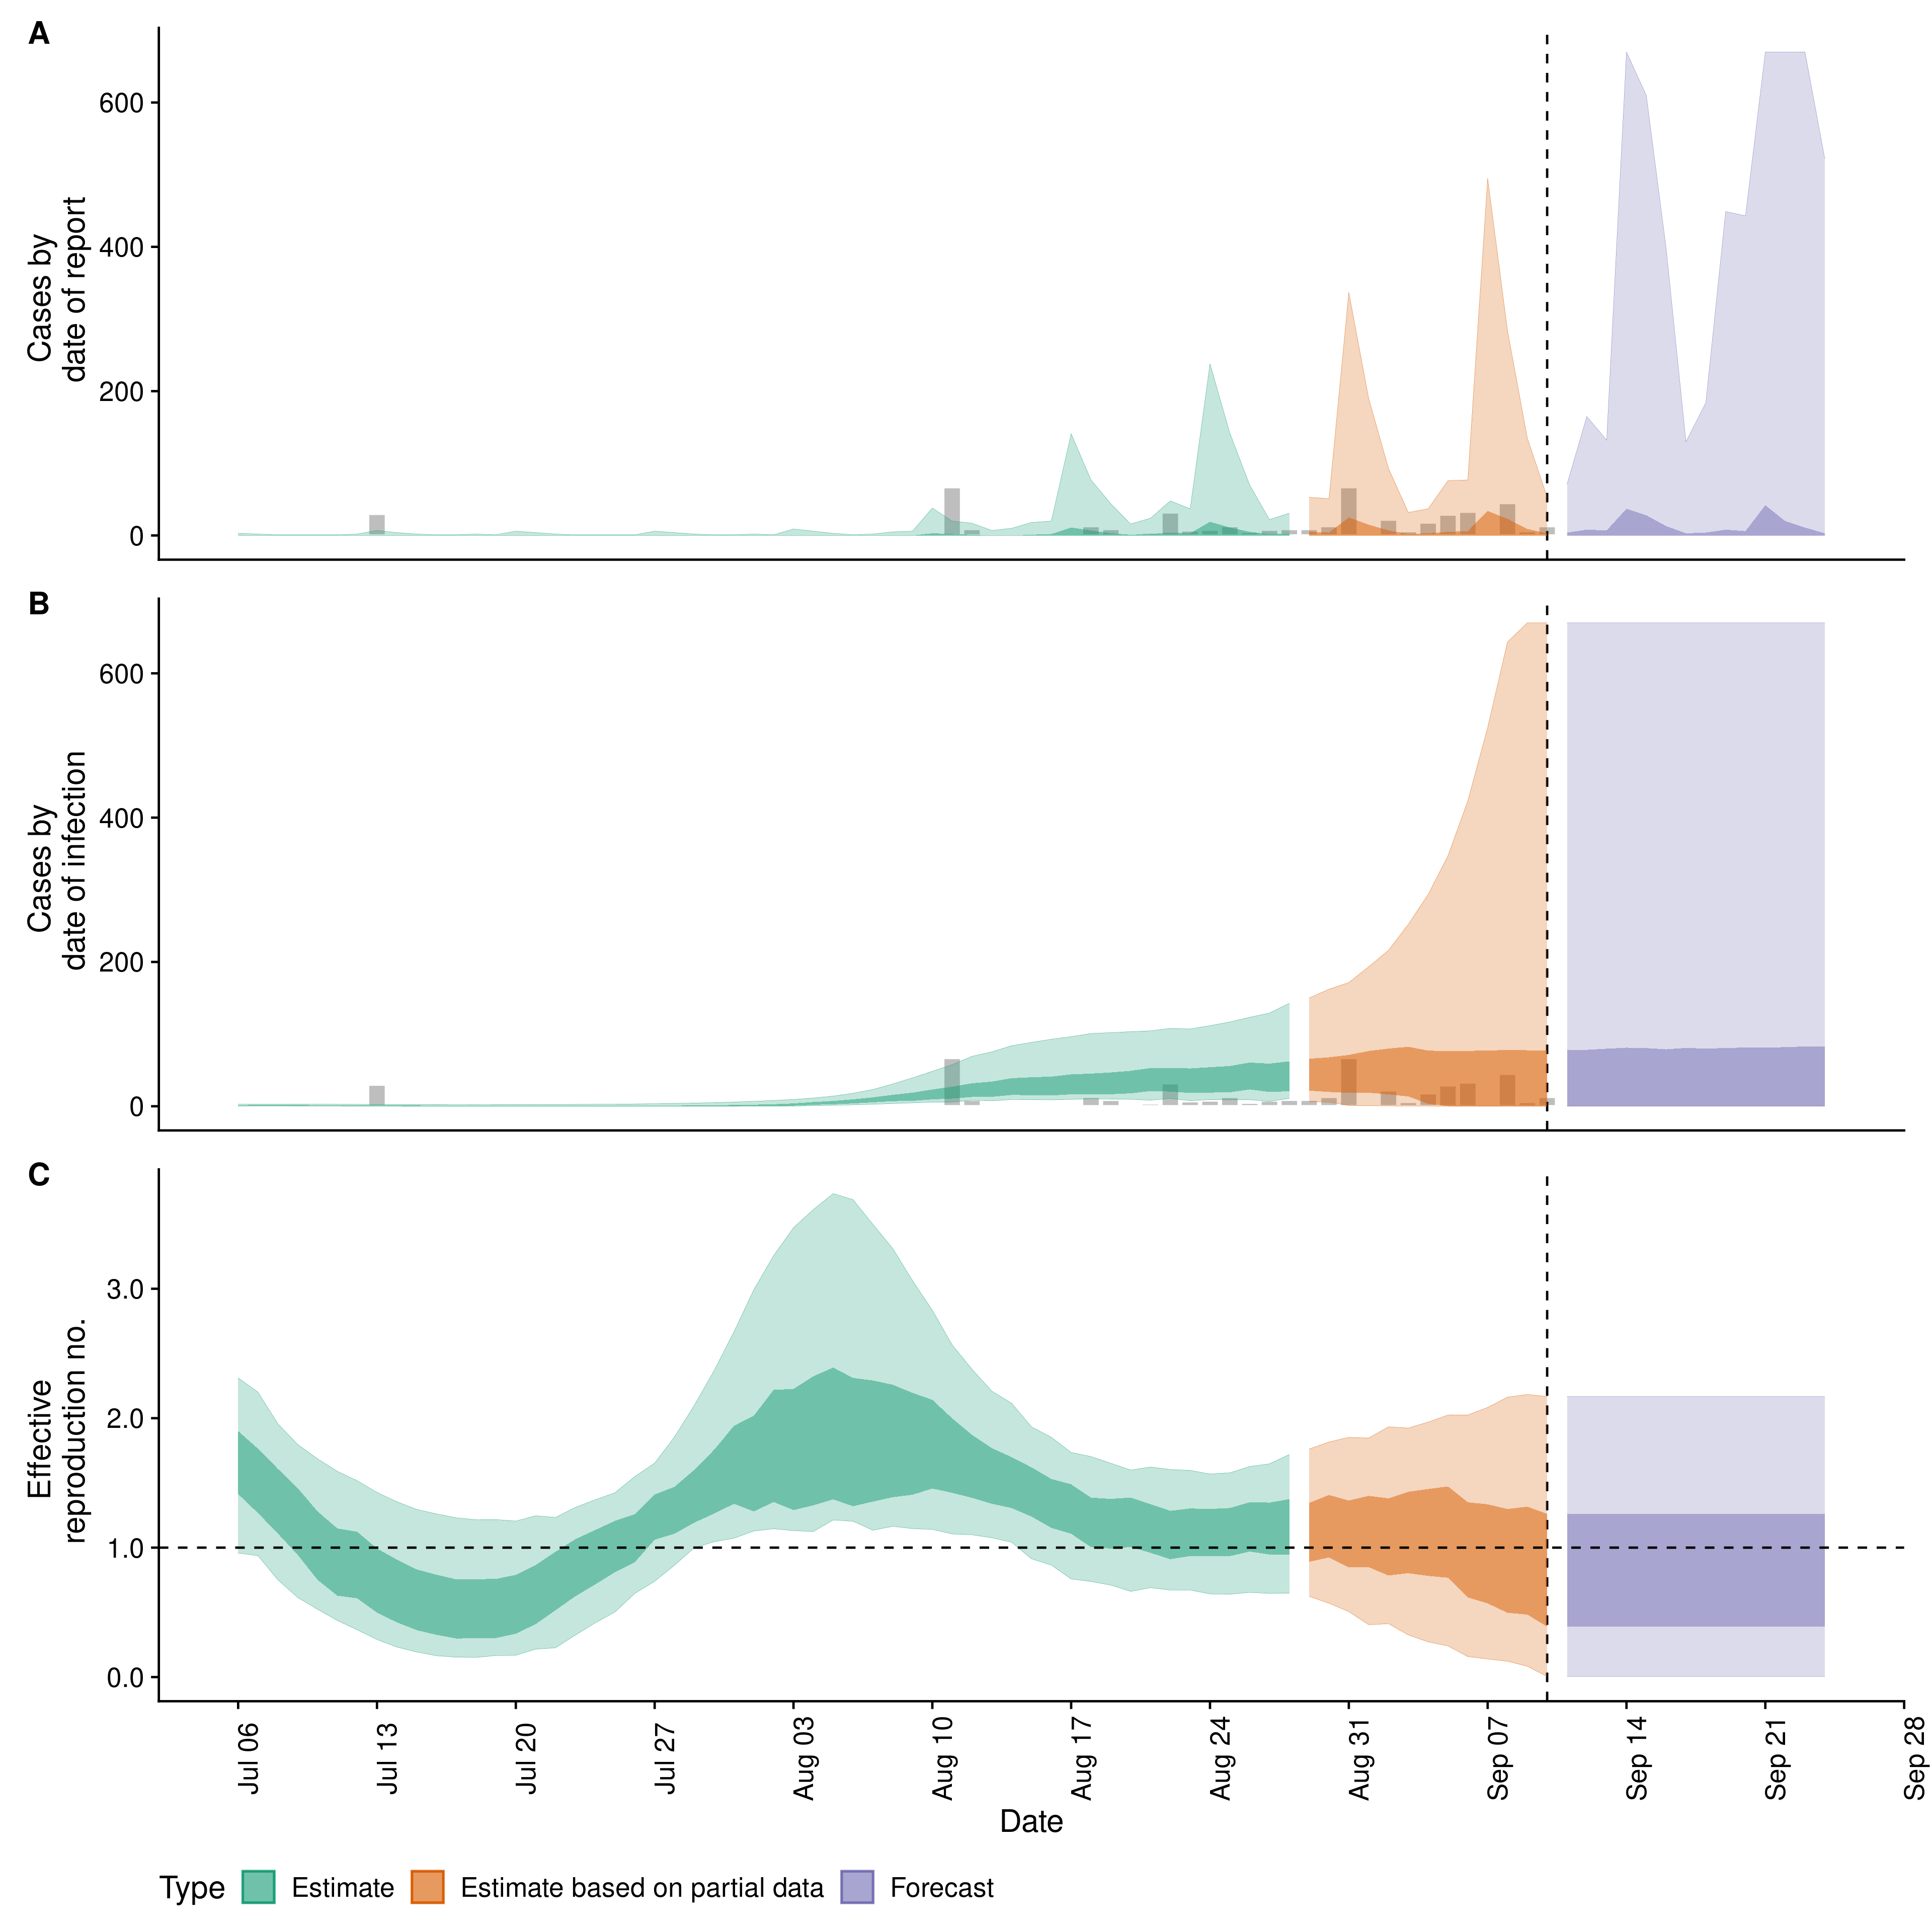 A
Cases by
date of report
600
400
200
0
B
Cases by
date of infection
600
400
200
0
C
Effective
reproduction no.
3.0
2.0
1.0
0.0
Jul 06
Jul 13
Jul 20
Jul 27
Aug 03
Aug 10
Aug 17
Aug 24
Aug 31
Sep 07
Sep 14
Sep 21
Sep 28
Date
Type Estimate Estimate based on partial data Forecast